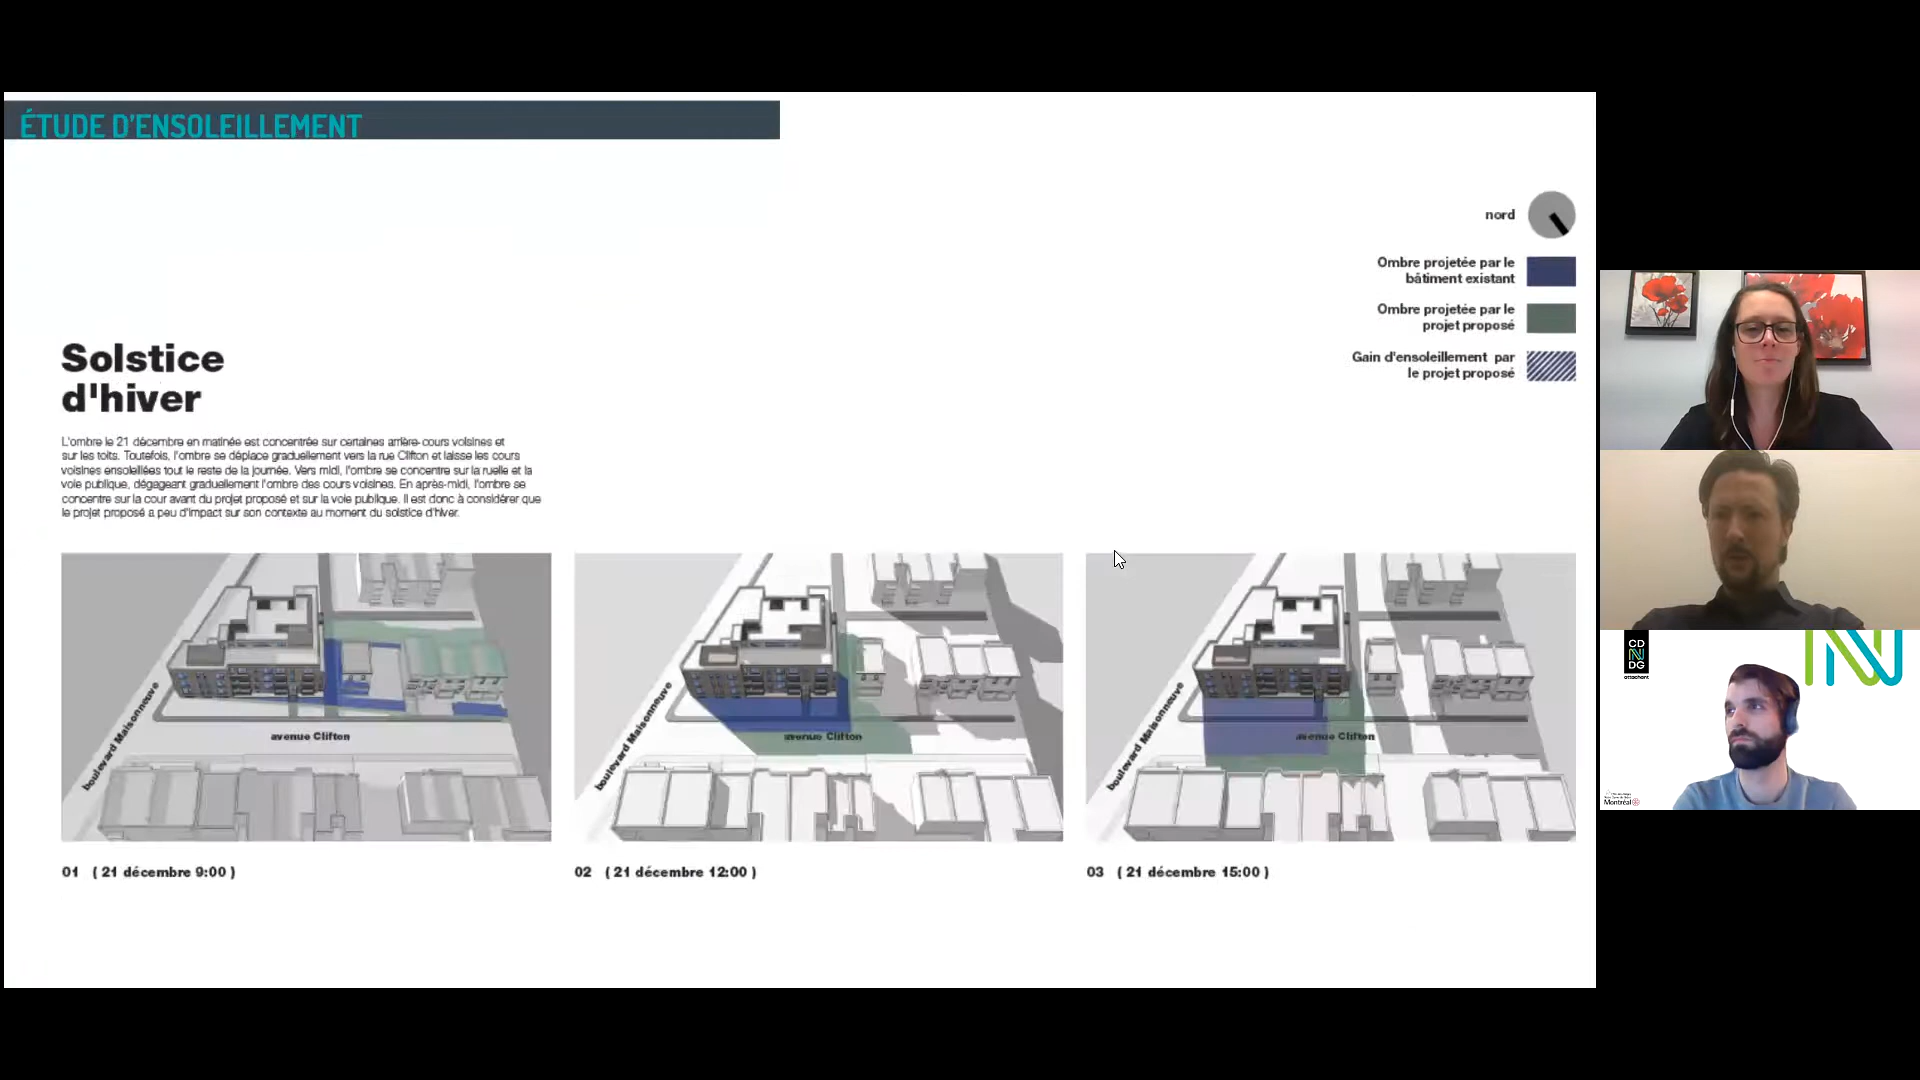 ÉTUDE D'ENSOLEILLEMENT
nord
Ombre projetée par le
bâtiment existant
Ombre projetée par le
projet proposé
Gain d'ensoleillement par
le projet proposé
Solstice
d'hiver
L'ombre le 21 décembre en matinée est concentrée sur certaines arrière-cours voisines et
sur les toits. Toutefois, l'ombre se déplace graduellement vers la rue Clifton et laisse les cours
voisines ensoleillées tout le reste de la journée. Vers midi, l'ombre se concentre sur la ruelle et la
voie publique, dégageant graduellement l'ombre des cours voisines. En après-midi, l'ombre se
concentre sur la cour avant du projet proposé et sur la voie publique. Il est donc à considérer que
le projet proposé a peu d'impact sur son contexte au moment du solstice d'hiver.
boulevard Maisonneuve
avenue Clifton
boulevard Maisonneuve
avenue Clifton
boulevard Maisonneuve
avenue Clifton
01 ( 21 décembre 9:00 )
02 ( 21 décembre 12:00 )
03 ( 21 décembre 15:00 )
CD
N
DG
Montréal